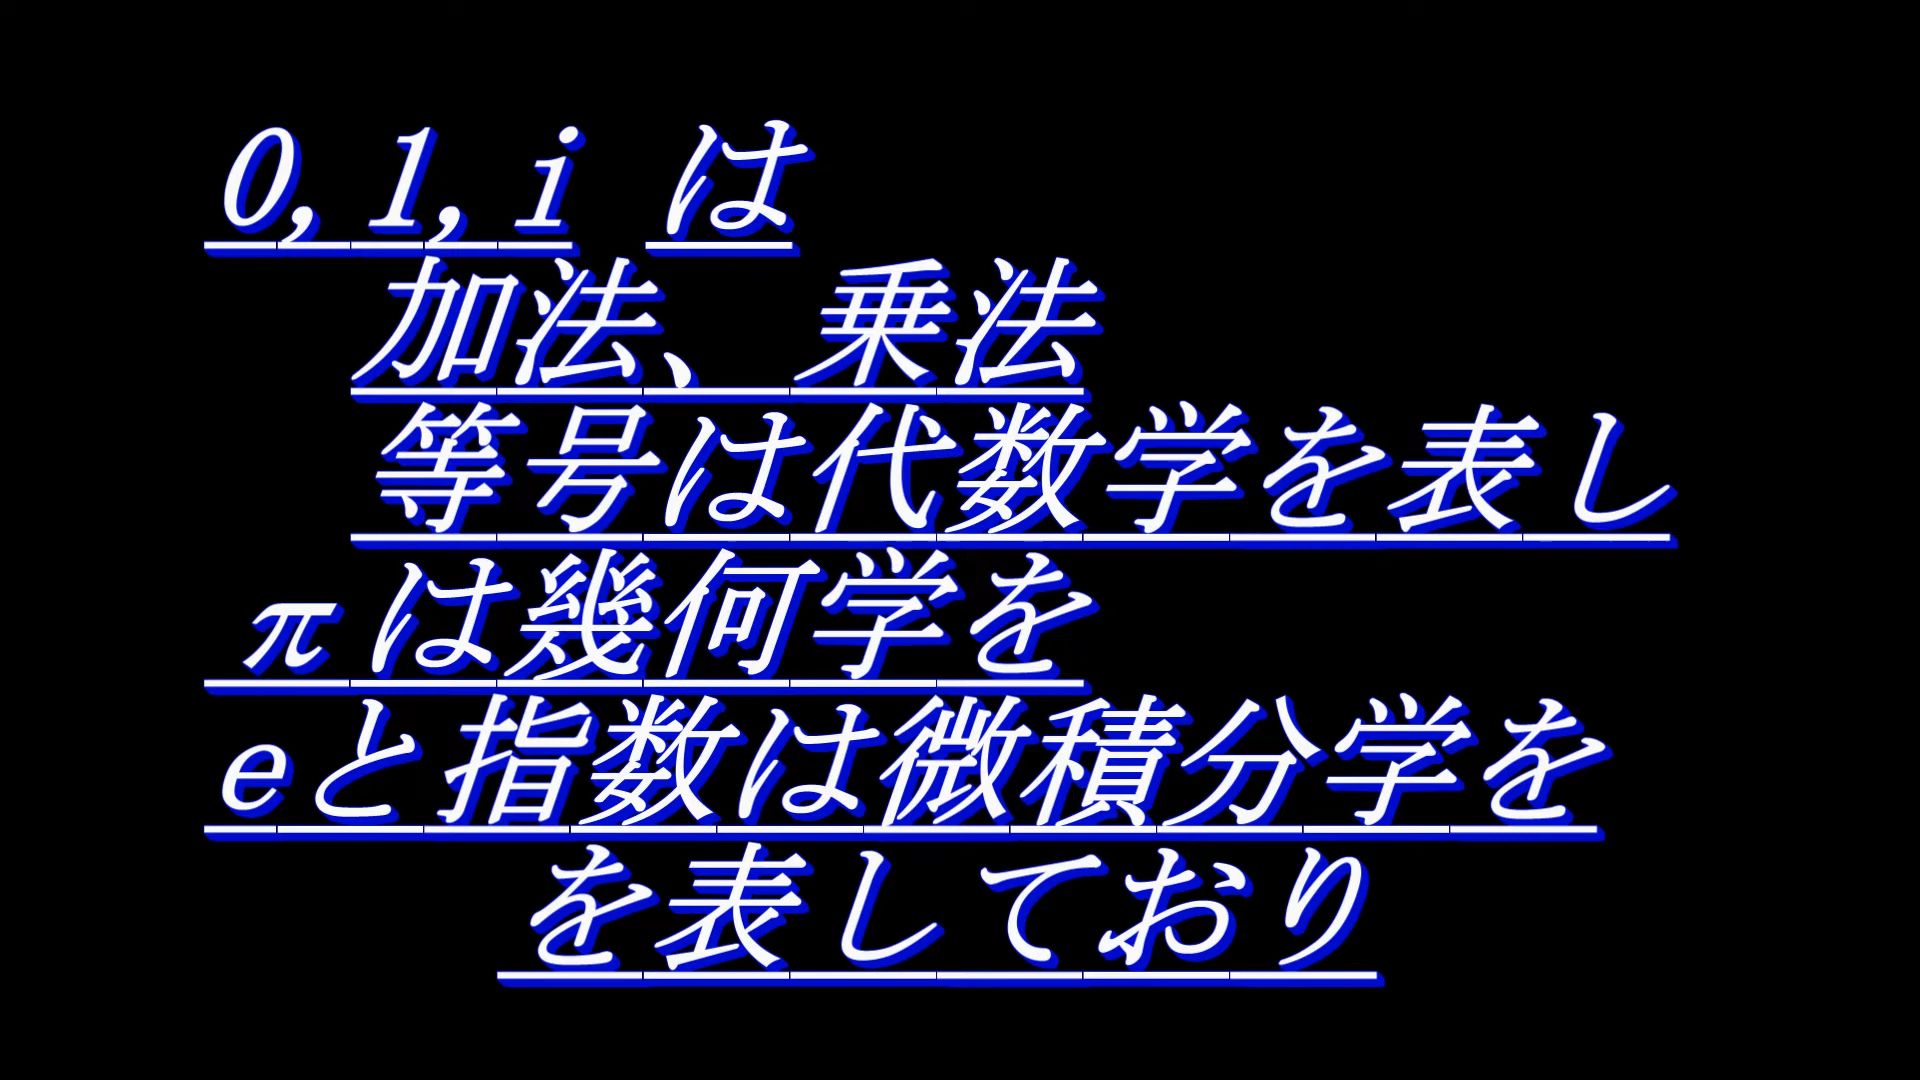 0,1,i は
加法、乗法
等号は代数学を表し
πは幾何学を
eと指数は微積分学を
を表しており